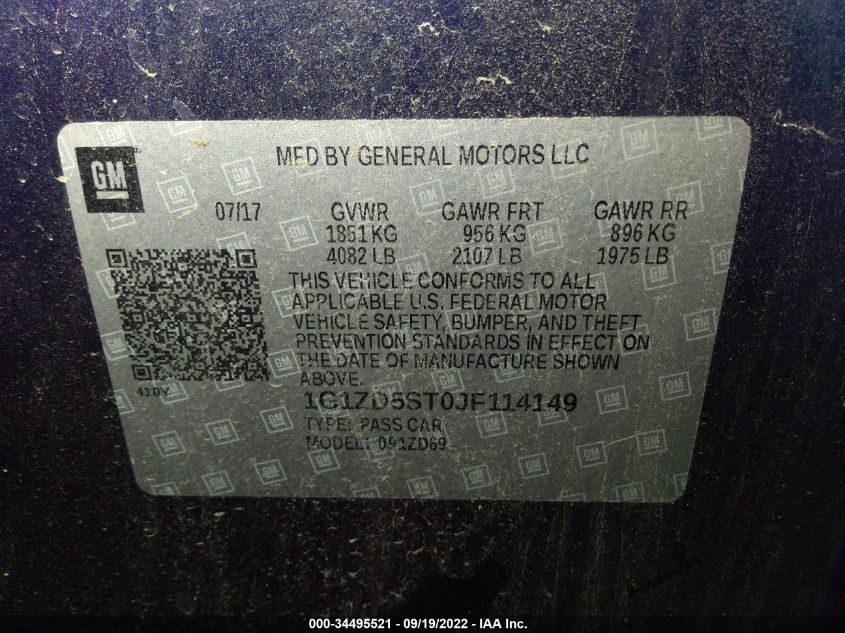 GM
MFD BY GENERAL MOTORS LLC
07/17 GVWR GAWR FRT GAWR RR
1851 KG 956 KG 896 KG
4082 LB 2107 LB 1975 LB
THIS VEHICLE CONFORMS TO ALL
APPLICABLE U.S. FEDERAL MOTOR
VEHICLE SAFETY, BUMPER, AND THEFT
PREVENTION STANDARDS IN EFFECT ON
THE DATE OF MANUFACTURE SHOWN
ABOVE.
410Y
1G1ZD5ST0JF114149
TYPE: PASS CAR
MODEL: 091ZD69
000-34495521 - 09/19/2022 - IAA Inc.